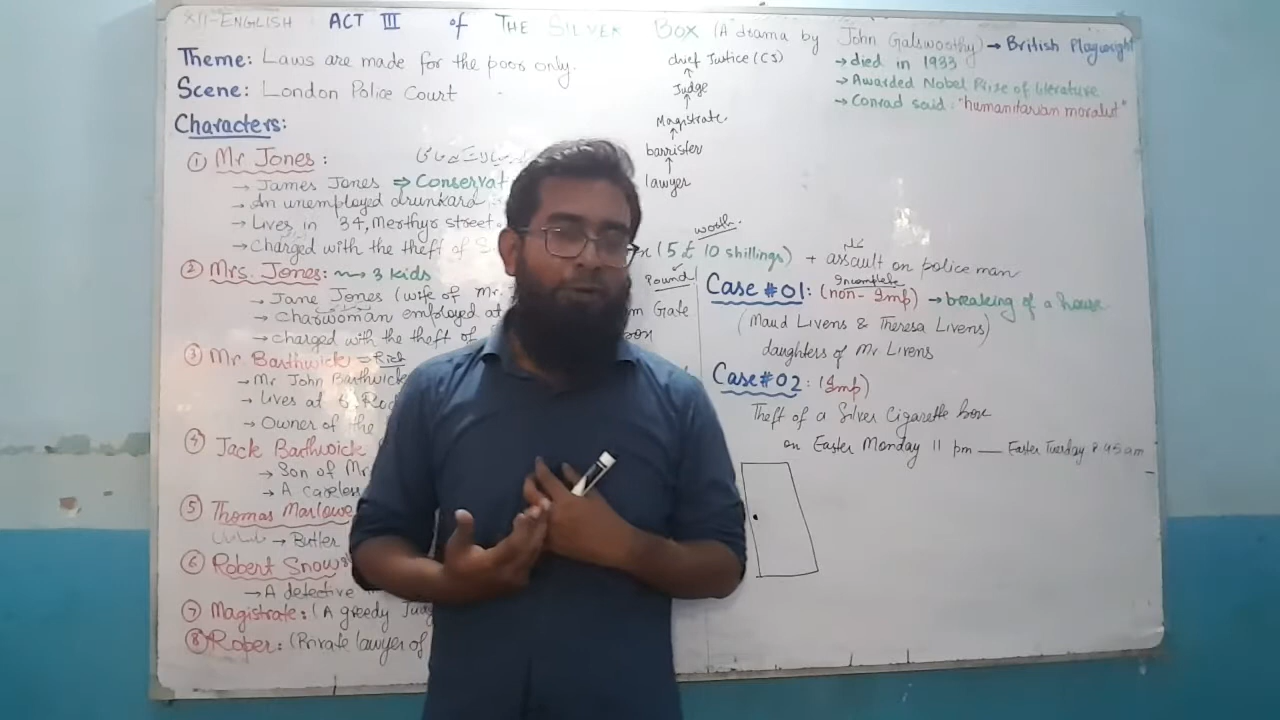 XII-ENGLISH ACT III of THE SILVER BOX (A drama by John Galsworthy) → British Playwright
→ died in 1933
→ Awarded Nobel Prize of literature
→ Conrad said: "humanitarian moralist"
Theme: Laws are made for the poor only.
Scene: London Police Court
chief Justice (CJ)
↑
Judge
↑
Magistrate
↑
barrister
↑
lawyer
Characters:
① Mr Jones:
→ James Jones ⇒ Conservat
→ An unemployed drunkard
→ Lives in 34, Merthyr street.
→ Charged with the theft of S
worth
(5 £ 10 shillings) + assault on police man
Pound
② Mrs. Jones: → 3 kids
→ Jane Jones (wife of Mr.
→ Charwoman employed at
m Gate
→ charged with the theft of
box
③ Mr. Barthwick = Rich
→ Mr John Barthwick
→ Lives at 6, Roc
→ Owner of the
④ Jack Barthwick
→ Son of Mr
→ A careless
⑤ Thomas Marlowe
→ Butler
⑥ Robert Snow
→ A detective
⑦ Magistrate: (A greedy Judg
⑧ Roper: (Private lawyer of
Incomplete
Case #01: (non-Imp) → breaking of a house
(Maud Livens & Theresa Livens)
daughters of Mr Livens
Case #02: (Imp)
Theft of a Silver Cigarette box
on Easter Monday 11 pm — Easter Tuesday 8:45 am